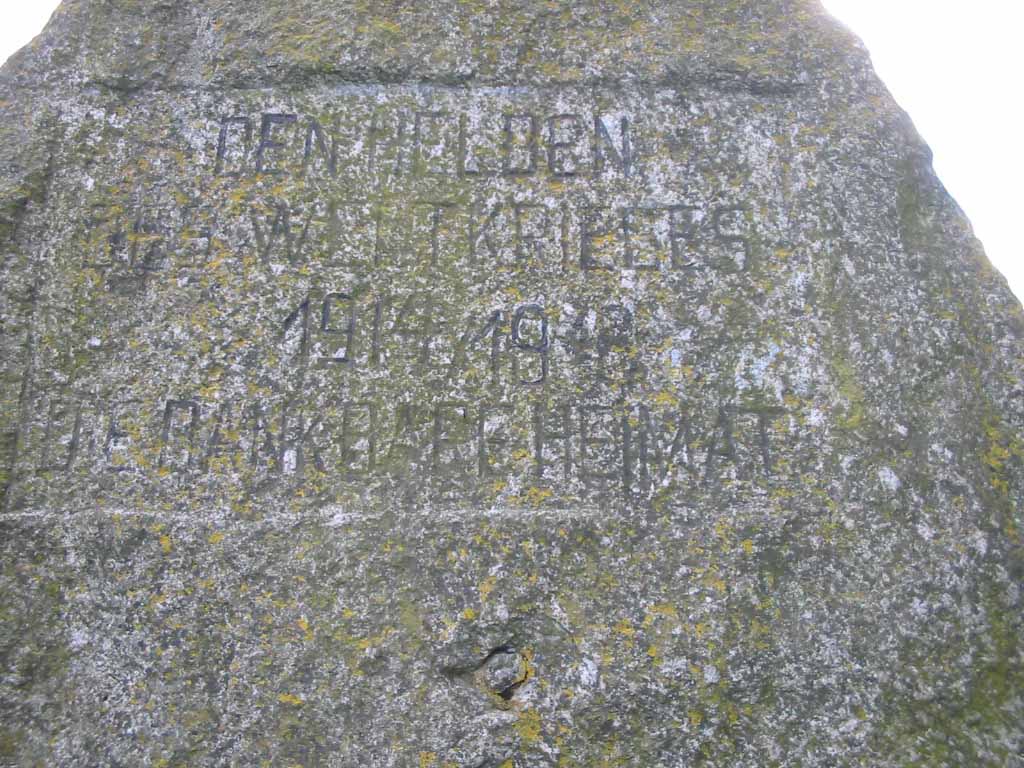 DEN HELDEN
DES WELTKRIEGES
1914 1918
DIE DANKBARE HEIMAT